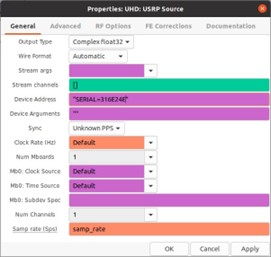 Properties: UHD: USRP Source
General Advanced RF Options FE Corrections Documentation
Output Type Complex float32
Wire Format Automatic
Stream args
Stream channels []
Device Address "SERIAL=316E24E"
Device Arguments ""
Sync Unknown PPS
Clock Rate (Hz) Default
Num Mboards 1
Mb0: Clock Source Default
Mb0: Time Source Default
Mb0: Subdev Spec
Num Channels 1
Samp rate (Sps) samp_rate
OK Cancel Apply